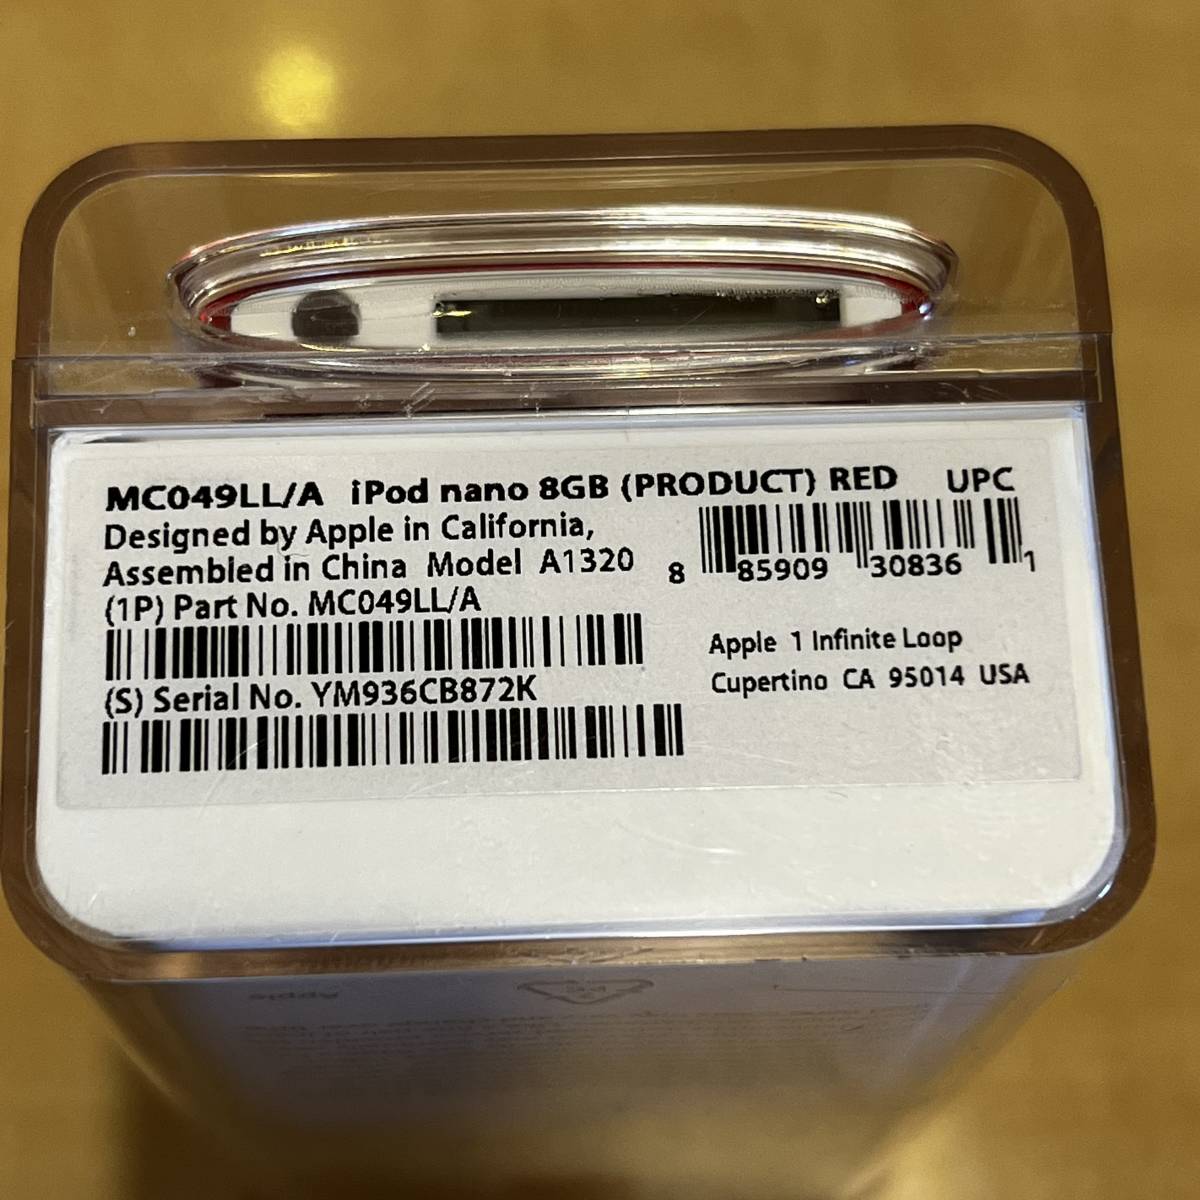 MC049LL/A iPod nano 8GB (PRODUCT) RED UPC
Designed by Apple in California,
Assembled in China Model A1320
8 85909 30836 1
(1P) Part No. MC049LL/A
Apple 1 Infinite Loop
Cupertino CA 95014 USA
(S) Serial No. YM936CB872K
Apple